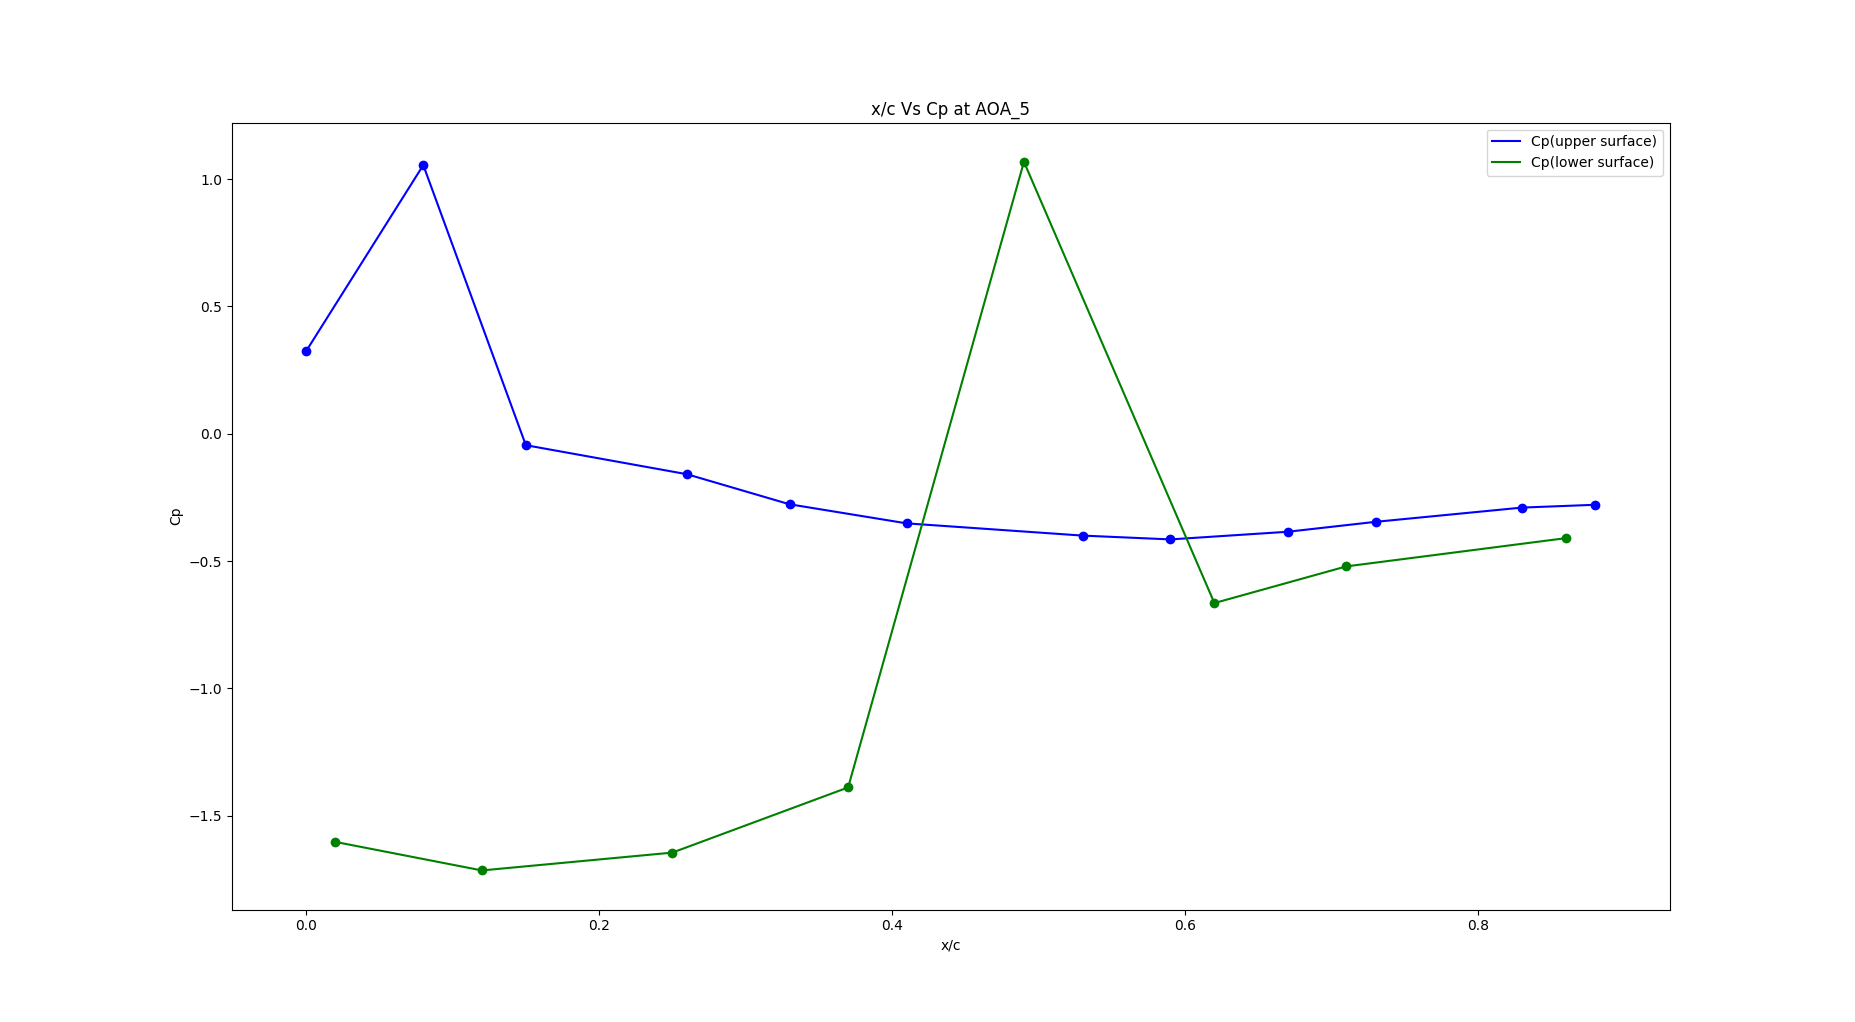 x/c Vs Cp at AOA_5
Cp(upper surface)
Cp(lower surface)
1.0
0.5
0.0
−0.5
−1.0
−1.5
Cp
0.0 0.2 0.4 0.6 0.8
x/c